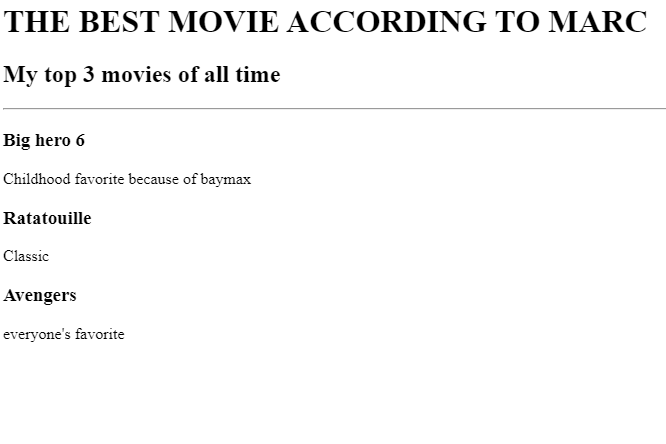 THE BEST MOVIE ACCORDING TO MARC
My top 3 movies of all time
Big hero 6
Childhood favorite because of baymax
Ratatouille
Classic
Avengers
everyone's favorite